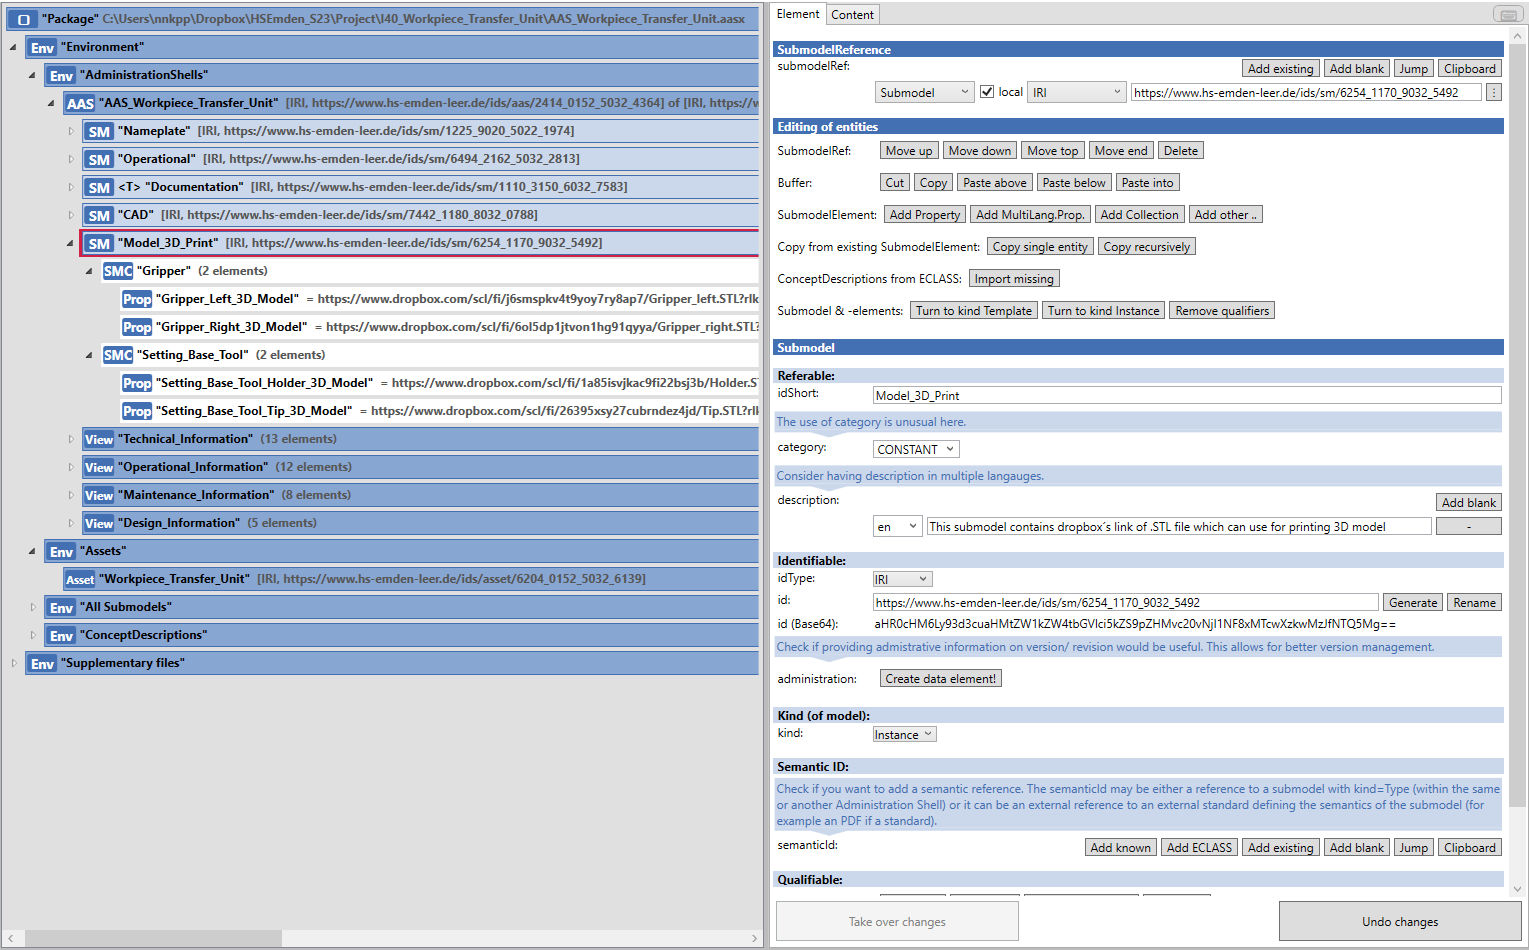 "Package" C:\Users\nnkpp\Dropbox\HSEmden_S23\Project\I40_Workpiece_Transfer_Unit\AAS_Workpiece_Transfer_Unit.aasx
Env "Environment"
Env "AdministrationShells"
AAS "AAS_Workpiece_Transfer_Unit" [IRI, https://www.hs-emden-leer.de/ids/aas/2414_0152_5032_4364] of [IRI, https://w
SM "Nameplate" [IRI, https://www.hs-emden-leer.de/ids/sm/1225_9020_5022_1974]
SM "Operational" [IRI, https://www.hs-emden-leer.de/ids/sm/6494_2162_5032_2813]
SM <T> "Documentation" [IRI, https://www.hs-emden-leer.de/ids/sm/1110_3150_6032_7583]
SM "CAD" [IRI, https://www.hs-emden-leer.de/ids/sm/7442_1180_8032_0788]
SM "Model_3D_Print" [IRI, https://www.hs-emden-leer.de/ids/sm/6254_1170_9032_5492]
SMC "Gripper" (2 elements)
Prop "Gripper_Left_3D_Model" = https://www.dropbox.com/scl/fi/j6smspkv4t9yoy7ry8ap7/Gripper_left.STL?rlk
Prop "Gripper_Right_3D_Model" = https://www.dropbox.com/scl/fi/6ol5dp1jtvon1hg91qyya/Gripper_right.STL?
SMC "Setting_Base_Tool" (2 elements)
Prop "Setting_Base_Tool_Holder_3D_Model" = https://www.dropbox.com/scl/fi/1a85isvjkac9fi22bsj3b/Holder.S
Prop "Setting_Base_Tool_Tip_3D_Model" = https://www.dropbox.com/scl/fi/26395xsy27cubrndez4jd/Tip.STL?rlk
View "Technical_Information" (13 elements)
View "Operational_Information" (12 elements)
View "Maintenance_Information" (8 elements)
View "Design_Information" (5 elements)
Env "Assets"
Asset "Workpiece_Transfer_Unit" [IRI, https://www.hs-emden-leer.de/ids/asset/6204_0152_5032_6139]
Env "All Submodels"
Env "ConceptDescriptions"
Env "Supplementary files"
Element Content
SubmodelReference
submodelRef: Add existing Add blank Jump Clipboard
Submodel local IRI https://www.hs-emden-leer.de/ids/sm/6254_1170_9032_5492 ⋮
Editing of entities
SubmodelRef: Move up Move down Move top Move end Delete
Buffer: Cut Copy Paste above Paste below Paste into
SubmodelElement: Add Property Add MultiLang.Prop. Add Collection Add other ..
Copy from existing SubmodelElement: Copy single entity Copy recursively
ConceptDescriptions from ECLASS: Import missing
Submodel & -elements: Turn to kind Template Turn to kind Instance Remove qualifiers
Submodel
Referable:
idShort: Model_3D_Print
The use of category is unusual here.
category: CONSTANT
Consider having description in multiple langauges.
description: Add blank
en This submodel contains dropbox´s link of .STL file which can use for printing 3D model -
Identifiable:
idType: IRI
id: https://www.hs-emden-leer.de/ids/sm/6254_1170_9032_5492 Generate Rename
id (Base64): aHR0cHM6Ly93d3cuaHMtZW1kZW4tbGVlci5kZS9pZHMvc20vNjI1NF8xMTcwXzkwMzJfNTQ5Mg==
Check if providing admistrative information on version/ revision would be useful. This allows for better version management.
administration: Create data element!
Kind (of model):
kind: Instance
Semantic ID:
Check if you want to add a semantic reference. The semanticId may be either a reference to a submodel with kind=Type (within the same
or another Administration Shell) or it can be an external reference to an external standard defining the semantics of the submodel (for
example an PDF if a standard).
semanticId: Add known Add ECLASS Add existing Add blank Jump Clipboard
Qualifiable:
Take over changes Undo changes